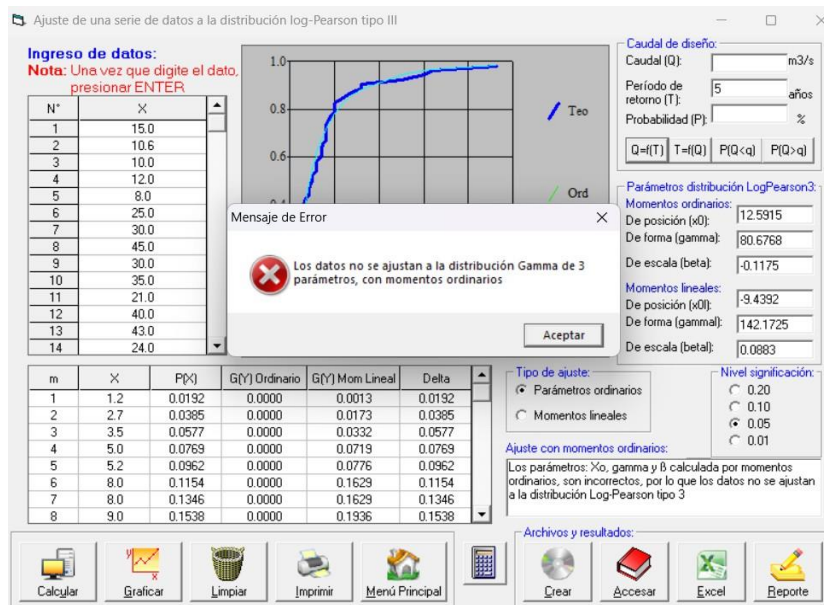 Ajuste de una serie de datos a la distribución log-Pearson tipo III
Ingreso de datos:
Nota: Una vez que digite el dato,
presionar ENTER
N° X
1 15.0
2 10.6
3 10.0
4 12.0
5 8.0
6 25.0
7 30.0
8 45.0
9 30.0
10 35.0
11 21.0
12 40.0
13 43.0
14 24.0
1.0
0.8
0.6
0.4
Teo
Ord
Caudal de diseño:
Caudal (Q): m3/s
Período de
retorno (T): 5 años
Probabilidad (P): %
Q=f(T) T=f(Q) P(Q<q) P(Q>q)
Parámetros distribución LogPearson3:
Momentos ordinarios:
De posición (x0): 12.5915
De forma (gamma): 80.6768
De escala (beta): -0.1175
Momentos lineales:
De posición (x0l): -9.4392
De forma (gammal): 142.1725
De escala (betal): 0.0883
Mensaje de Error
Los datos no se ajustan a la distribución Gamma de 3
parámetros, con momentos ordinarios
Aceptar
m X P(X) G(Y) Ordinario G(Y) Mom Lineal Delta
1 1.2 0.0192 0.0000 0.0013 0.0192
2 2.7 0.0385 0.0000 0.0173 0.0385
3 3.5 0.0577 0.0000 0.0332 0.0577
4 5.0 0.0769 0.0000 0.0719 0.0769
5 5.2 0.0962 0.0000 0.0776 0.0962
6 8.0 0.1154 0.0000 0.1629 0.1154
7 8.0 0.1346 0.0000 0.1629 0.1346
8 9.0 0.1538 0.0000 0.1936 0.1538
Tipo de ajuste:
Parámetros ordinarios
Momentos lineales
Nivel significación:
0.20
0.10
0.05
0.01
Ajuste con momentos ordinarios:
Los parámetros: Xo, gamma y ß calculada por momentos
ordinarios, son incorrectos, por lo que los datos no se ajustan
a la distribución Log-Pearson tipo 3
Archivos y resultados:
Calcular Graficar Limpiar Imprimir Menú Principal Crear Accesar Excel Reporte